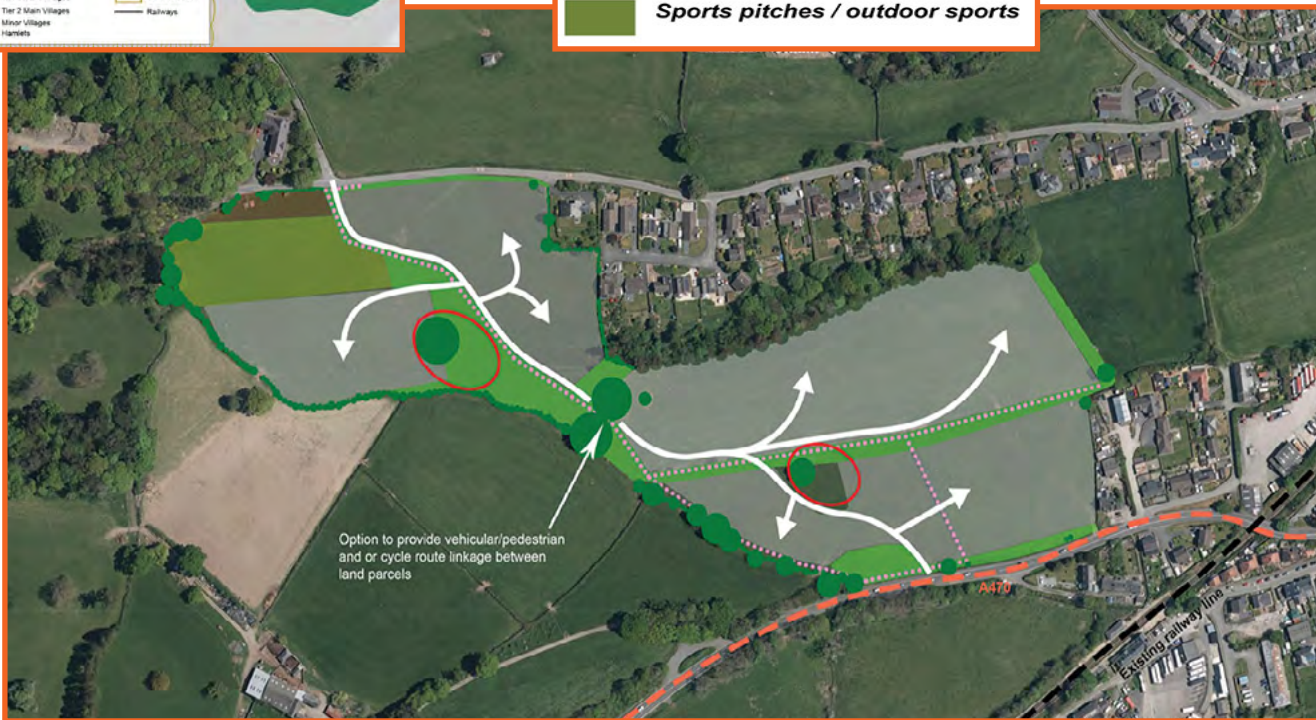 Tier 2 Main Villages
Minor Villages
Hamlets
Railways
Sports pitches / outdoor sports
Option to provide vehicular/pedestrian
and or cycle route linkage between
land parcels
A470
Existing railway line